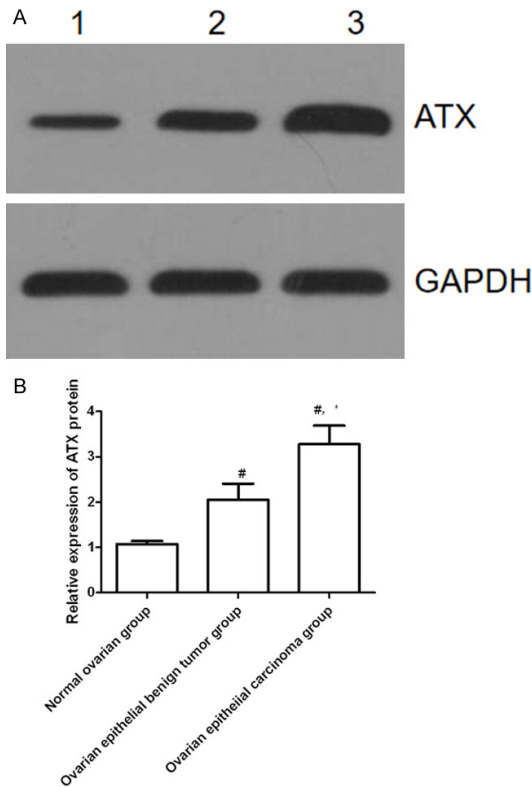 A
1 2 3
ATX
GAPDH
B
Relative expression of ATX protein
4
3
2
1
0
#
#, *
Normal ovarian group
Ovarian epithelial benign tumor group
Ovarian epithelial carcinoma group